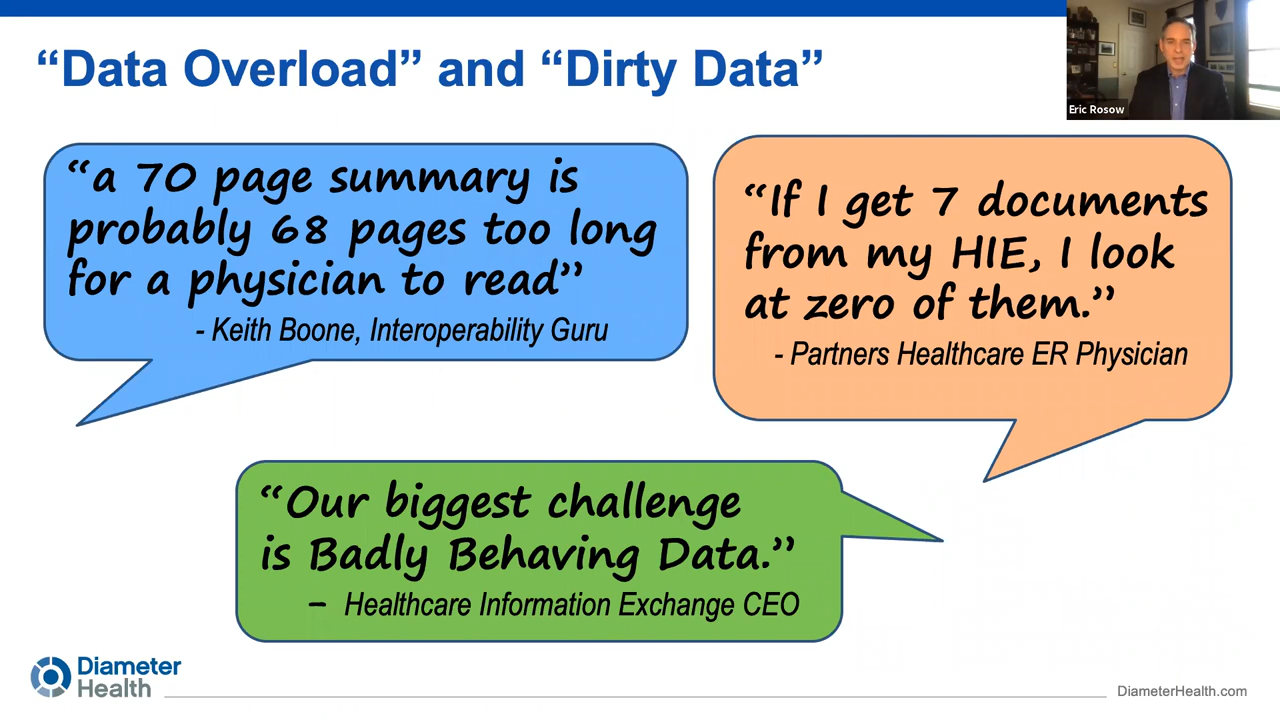 “Data Overload” and “Dirty Data”
Eric Rosow
“a 70 page summary is
probably 68 pages too long
for a physician to read”
- Keith Boone, Interoperability Guru
“If I get 7 documents
from my HIE, I look
at zero of them.”
- Partners Healthcare ER Physician
“Our biggest challenge
is Badly Behaving Data.”
– Healthcare Information Exchange CEO
Diameter
Health
DiameterHealth.com